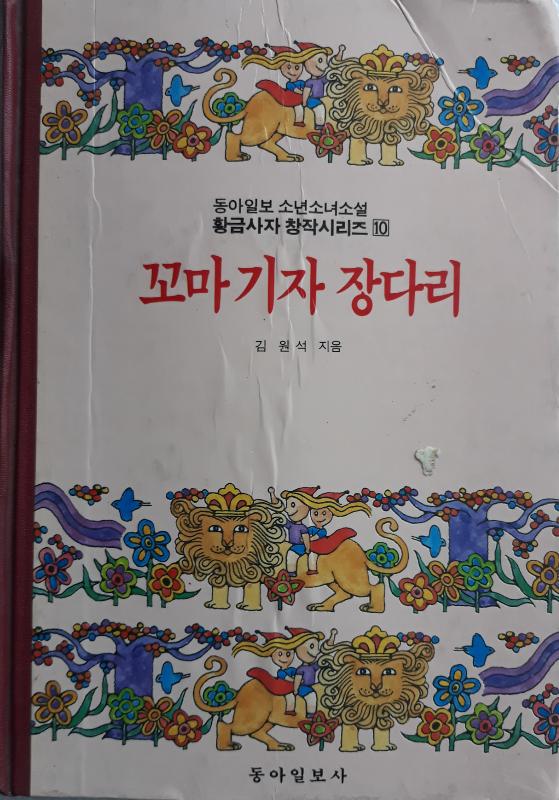 동아일보 소년소녀소설
황금사자 창작시리즈 10
꼬마 기자 장다리
김 원 석 지음
동아일보사